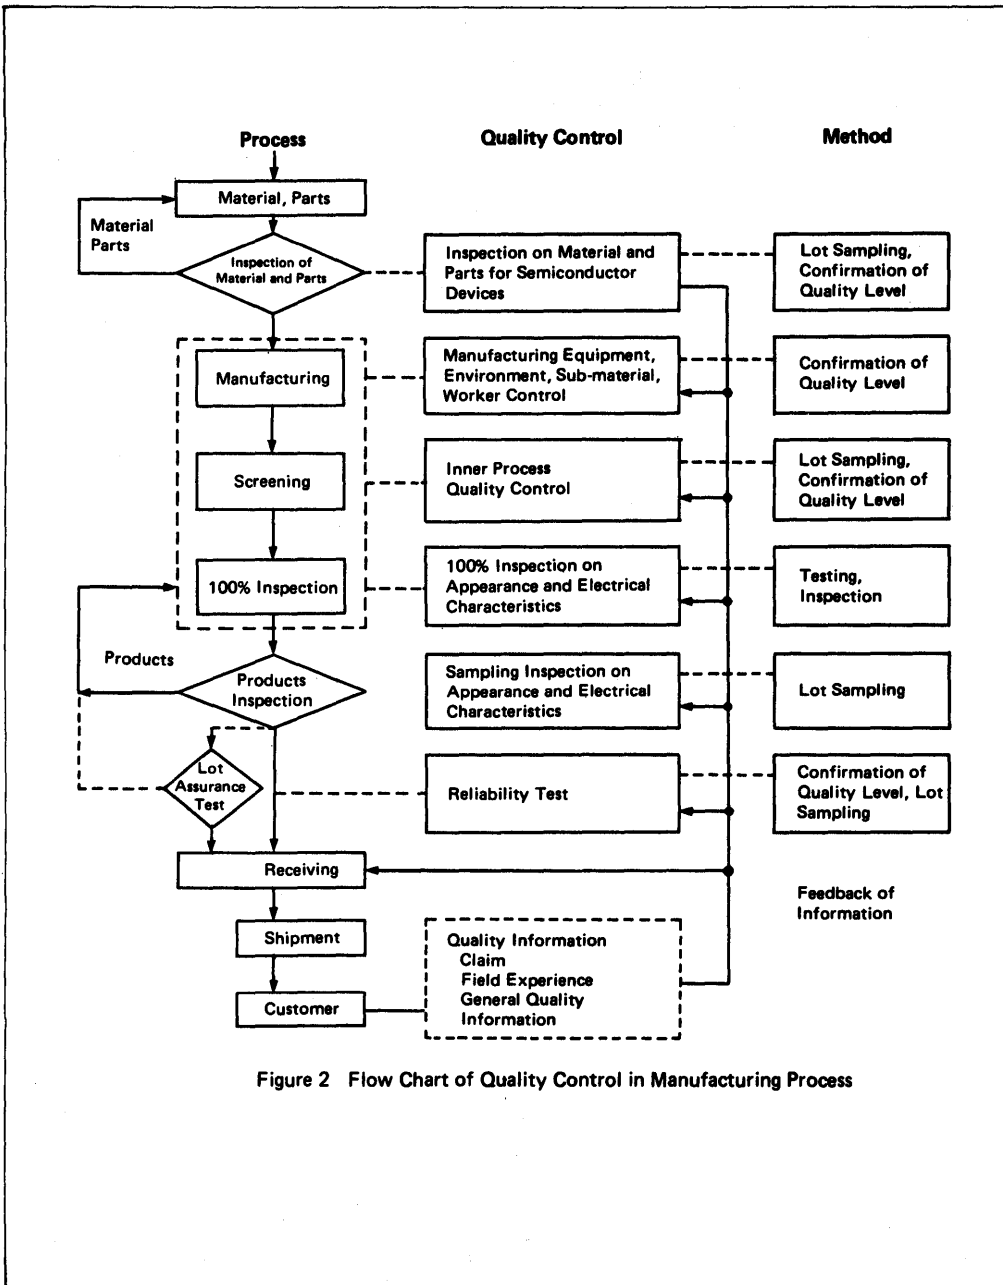 Process
Quality Control
Method
Material, Parts
Material
Parts
Inspection of
Material and Parts
Inspection on Material and
Parts for Semiconductor
Devices
Lot Sampling,
Confirmation of
Quality Level
Manufacturing
Manufacturing Equipment,
Environment, Sub-material,
Worker Control
Confirmation of
Quality Level
Screening
Inner Process
Quality Control
Lot Sampling,
Confirmation of
Quality Level
100% Inspection
100% Inspection on
Appearance and Electrical
Characteristics
Testing,
Inspection
Products
Products
Inspection
Sampling Inspection on
Appearance and Electrical
Characteristics
Lot Sampling
Lot
Assurance
Test
Reliability Test
Confirmation of
Quality Level, Lot
Sampling
Receiving
Feedback of
Information
Shipment
Quality Information
Claim
Field Experience
General Quality
Information
Customer
Figure 2 Flow Chart of Quality Control in Manufacturing Process